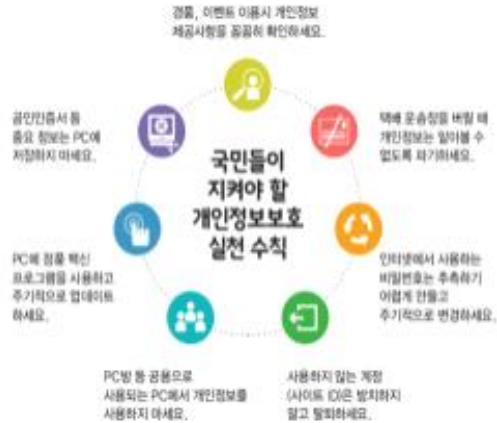 경품, 이벤트 이용시 개인정보
제공사항을 꼼꼼히 확인하세요.
택배 운송장을 버릴 때
개인정보는 알아볼 수
없도록 파기하세요.
인터넷에서 사용하는
비밀번호는 추측하기
어렵게 만들고
주기적으로 변경하세요.
사용하지 않는 계정
(사이트 ID)은 방치하지
말고 탈퇴하세요.
PC방 등 공용으로
사용되는 PC에서 개인정보를
사용하지 마세요.
PC에 정품 백신
프로그램을 사용하고
주기적으로 업데이트
하세요.
공인인증서 등
중요 정보는 PC에
저장하지 마세요.
국민들이
지켜야 할
개인정보보호
실천 수칙